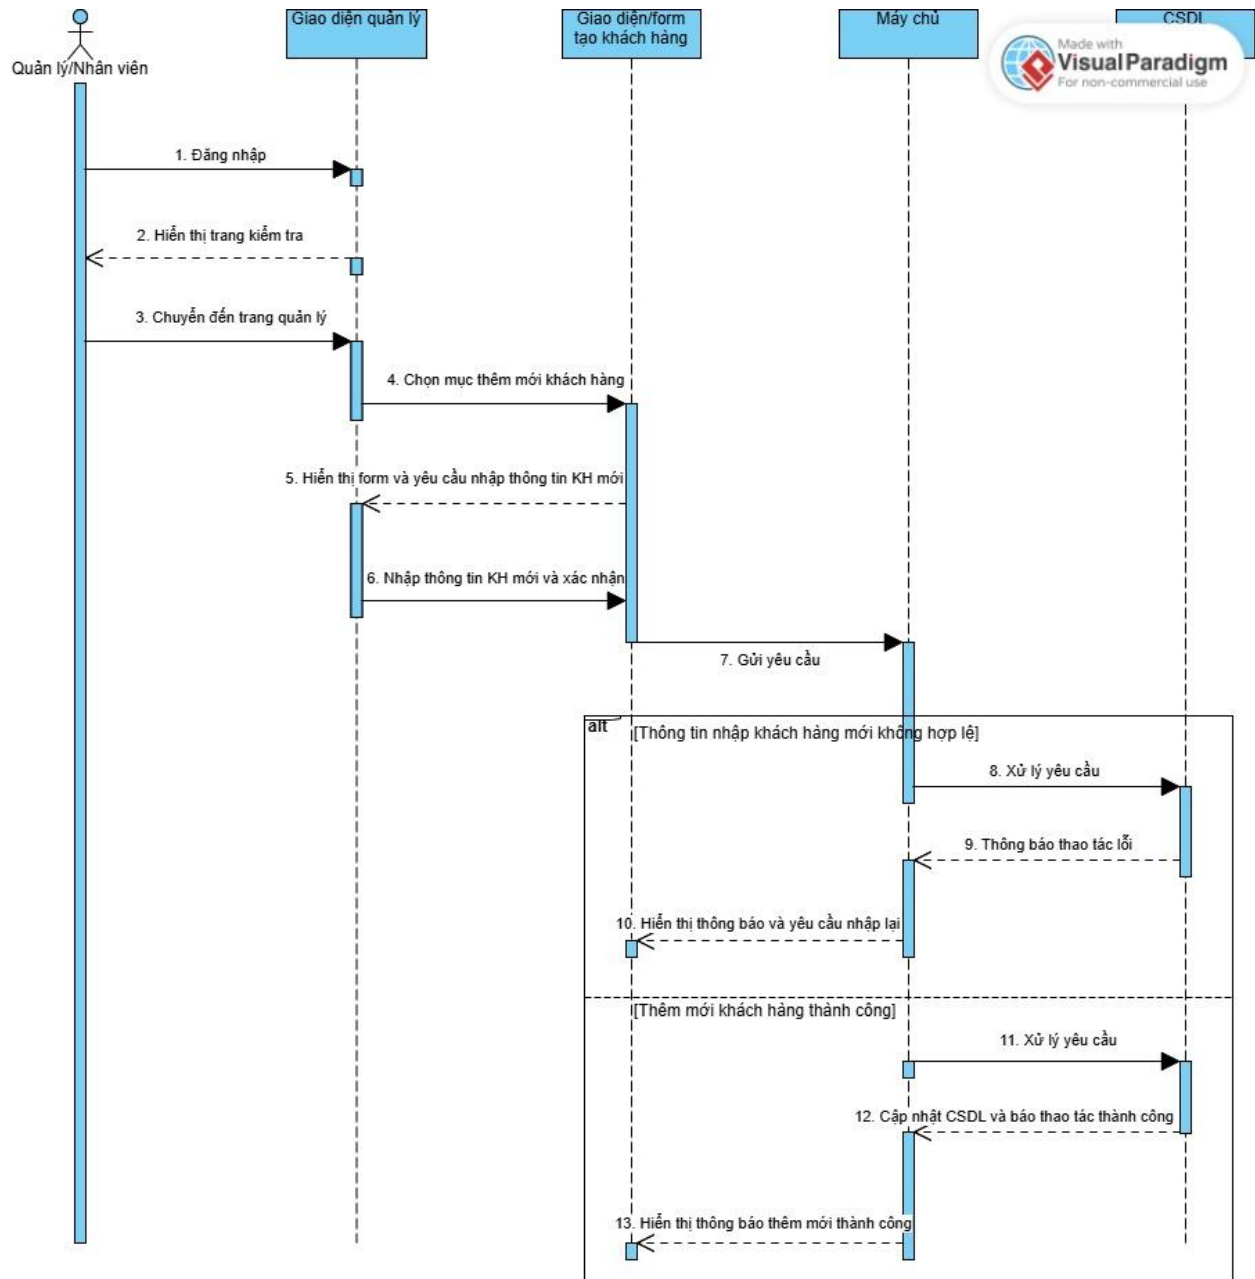 Giao diện quản lý
Giao diện/form
tạo khách hàng
Máy chủ
CSDL
Made with
Visual Paradigm
For non-commercial use
Quản lý/Nhân viên
1. Đăng nhập
2. Hiển thị trang kiểm tra
3. Chuyển đến trang quản lý
4. Chọn mục thêm mới khách hàng
5. Hiển thị form và yêu cầu nhập thông tin KH mới
6. Nhập thông tin KH mới và xác nhận
7. Gửi yêu cầu
alt
[Thông tin nhập khách hàng mới không hợp lệ]
8. Xử lý yêu cầu
9. Thông báo thao tác lỗi
10. Hiển thị thông báo và yêu cầu nhập lại
[Thêm mới khách hàng thành công]
11. Xử lý yêu cầu
12. Cập nhật CSDL và báo thao tác thành công
13. Hiển thị thông báo thêm mới thành công